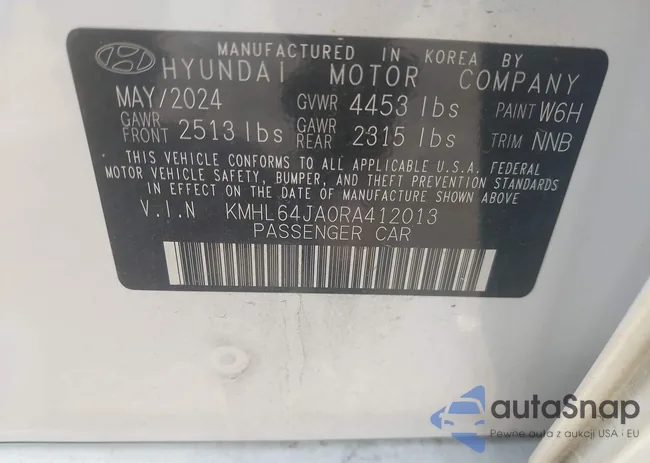 MANUFACTURED IN KOREA BY
HYUNDAI MOTOR COMPANY
MAY/2024 GVWR 4453 lbs PAINT W6H
GAWR FRONT 2513 lbs GAWR REAR 2315 lbs TRIM NNB
THIS VEHICLE CONFORMS TO ALL APPLICABLE U.S.A. FEDERAL
MOTOR VEHICLE SAFETY, BUMPER, AND THEFT PREVENTION STANDARDS
IN EFFECT ON THE DATE OF MANUFACTURE SHOWN ABOVE
V.I.N KMHL64JA0RA412013
PASSENGER CAR
autoSnap
Pewne auta z aukcji USA i EU